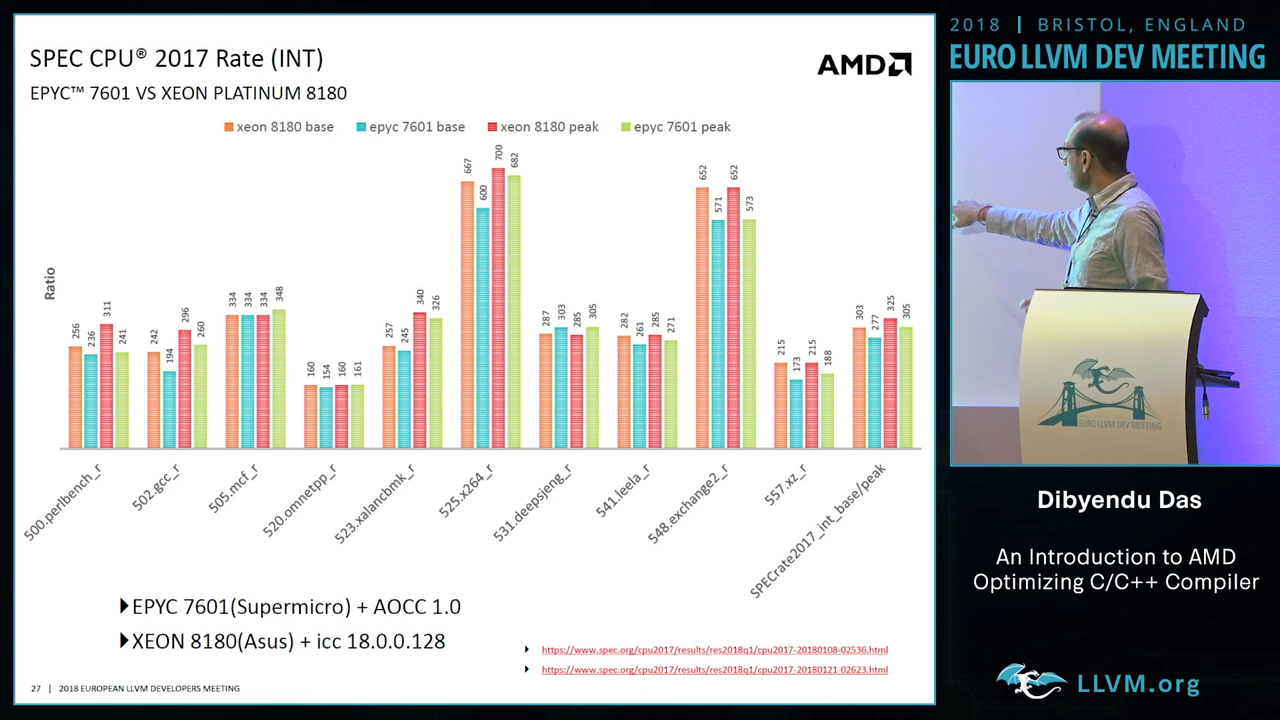 SPEC CPU® 2017 Rate (INT)
EPYC™ 7601 VS XEON PLATINUM 8180
AMD
xeon 8180 base epyc 7601 base xeon 8180 peak epyc 7601 peak
Ratio
256 236 311 241
242 194 296 260
334 334 334 348
160 154 160 161
257 245 340 326
667 600 700 682
287 303 285 305
282 261 285 271
652 571 652 573
215 173 215 188
303 277 325 305
500.perlbench_r
502.gcc_r
505.mcf_r
520.omnetpp_r
523.xalancbmk_r
525.x264_r
531.deepsjeng_r
541.leela_r
548.exchange2_r
557.xz_r
SPECrate2017_int_base/peak
EPYC 7601(Supermicro) + AOCC 1.0
XEON 8180(Asus) + icc 18.0.0.128
https://www.spec.org/cpu2017/results/res2018q1/cpu2017-20180108-02536.html
https://www.spec.org/cpu2017/results/res2018q1/cpu2017-20180121-02623.html
27 | 2018 EUROPEAN LLVM DEVELOPERS MEETING
2018 | BRISTOL, ENGLAND
EURO LLVM DEV MEETING
EURO LLVM DEV MEETING
Dibyendu Das
An Introduction to AMD
Optimizing C/C++ Compiler
LLVM.org